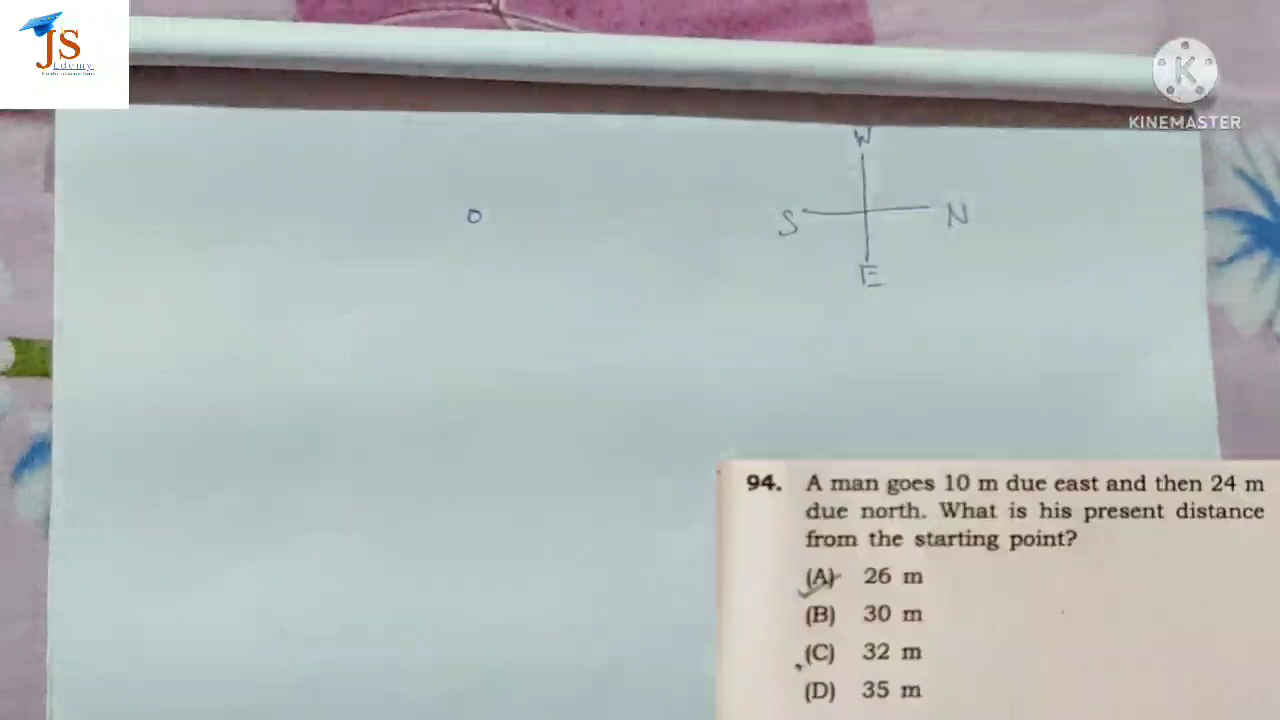 JS
Edemy
KINEMASTER
W
S N
E
O
94. A man goes 10 m due east and then 24 m
due north. What is his present distance
from the starting point?
(A) 26 m
(B) 30 m
(C) 32 m
(D) 35 m